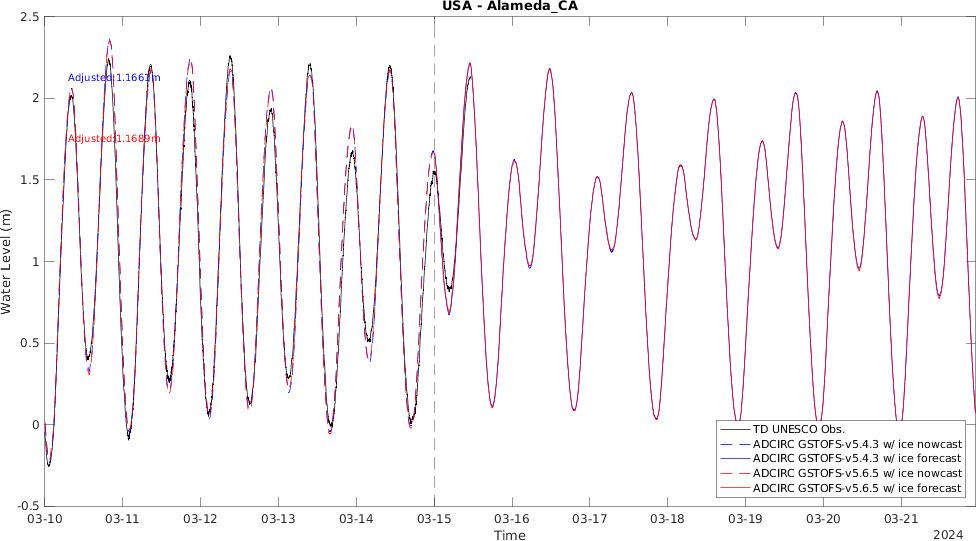 USA - Alameda_CA
2.5
2
1.5
1
0.5
0
-0.5
Water Level (m)
Adjusted:1.1661m
Adjusted:1.1689m
TD UNESCO Obs.
ADCIRC GSTOFS-v5.4.3 w/ ice nowcast
ADCIRC GSTOFS-v5.4.3 w/ ice forecast
ADCIRC GSTOFS-v5.6.5 w/ ice nowcast
ADCIRC GSTOFS-v5.6.5 w/ ice forecast
03-10 03-11 03-12 03-13 03-14 03-15 03-16 03-17 03-18 03-19 03-20 03-21
Time
2024